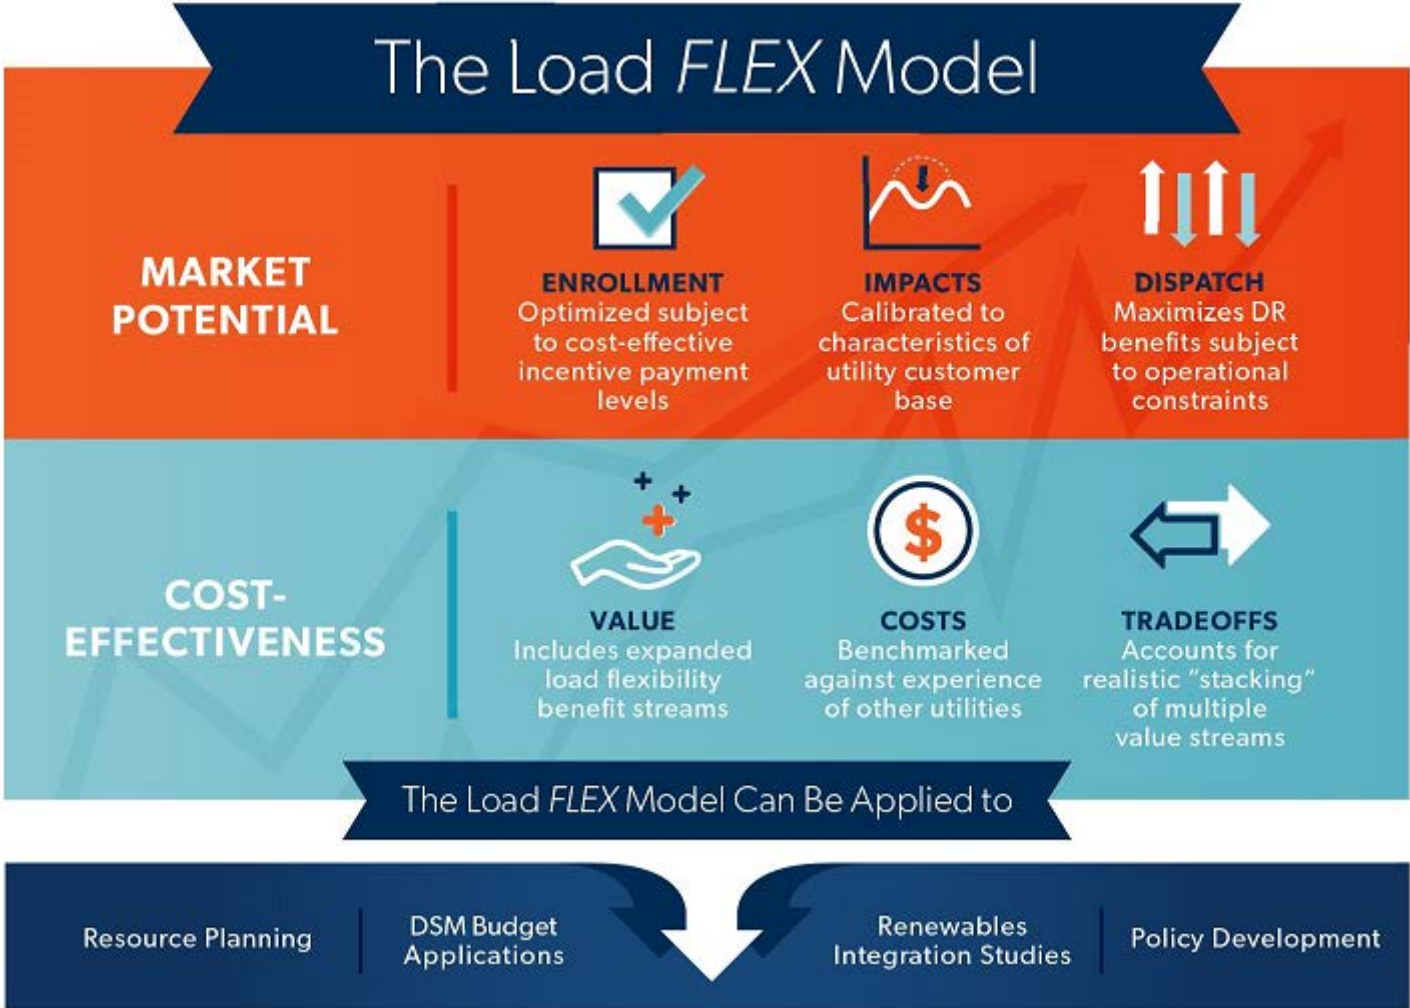 The Load FLEX Model
MARKET
POTENTIAL
ENROLLMENT
Optimized subject
to cost-effective
incentive payment
levels
IMPACTS
Calibrated to
characteristics of
utility customer
base
DISPATCH
Maximizes DR
benefits subject
to operational
constraints
COST-
EFFECTIVENESS
VALUE
Includes expanded
load flexibility
benefit streams
$
COSTS
Benchmarked
against experience
of other utilities
TRADEOFFS
Accounts for
realistic "stacking"
of multiple
value streams
The Load FLEX Model Can Be Applied to
Resource Planning
DSM Budget
Applications
Renewables
Integration Studies
Policy Development